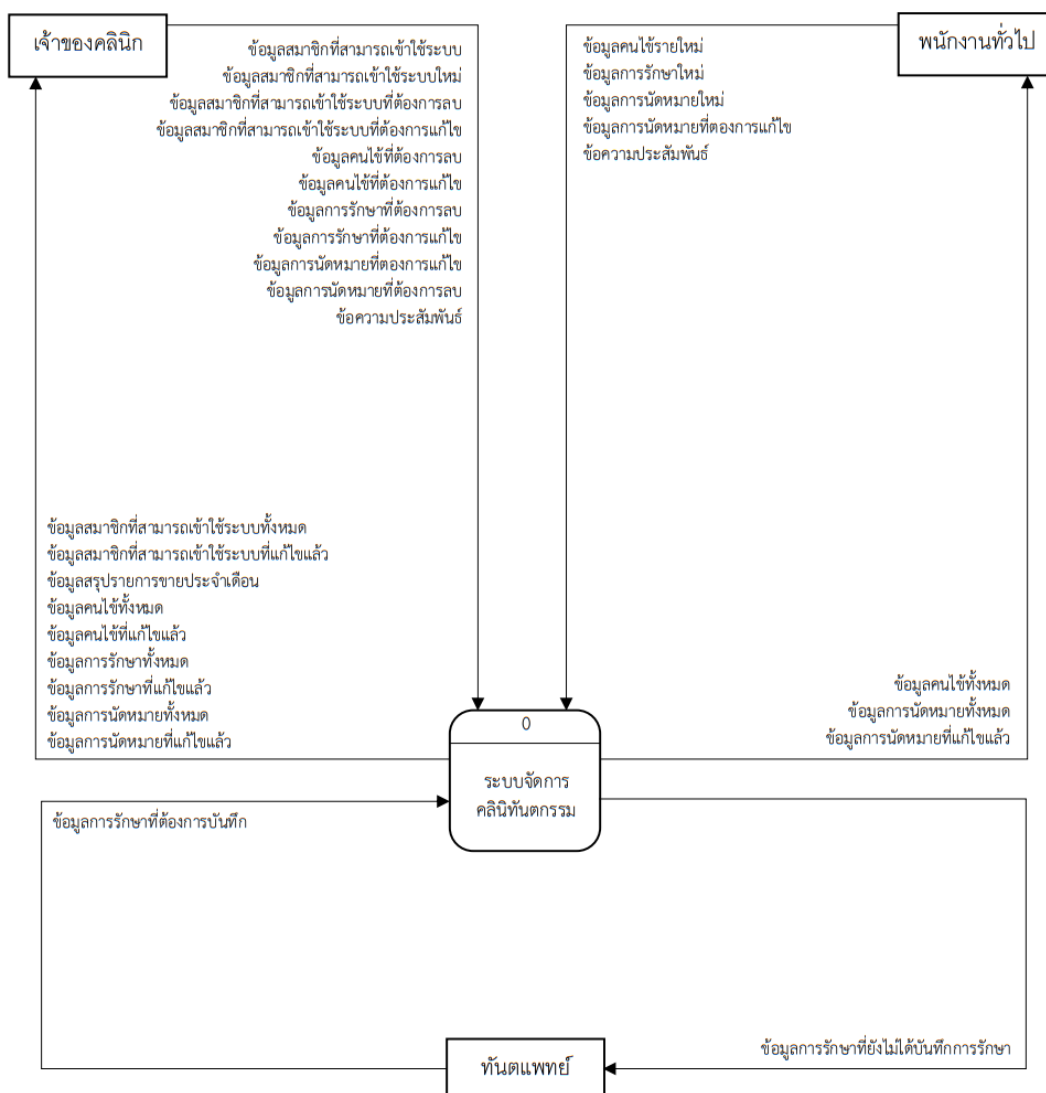 เจ้าของคลินิก
ข้อมูลสมาชิกที่สามารถเข้าใช้ระบบ
ข้อมูลสมาชิกที่สามารถเข้าใช้ระบบใหม่
ข้อมูลสมาชิกที่สามารถเข้าใช้ระบบที่ต้องการลบ
ข้อมูลสมาชิกที่สามารถเข้าใช้ระบบที่ต้องการแก้ไข
ข้อมูลคนไข้ที่ต้องการลบ
ข้อมูลคนไข้ที่ต้องการแก้ไข
ข้อมูลการรักษาที่ต้องการลบ
ข้อมูลการรักษาที่ต้องการแก้ไข
ข้อมูลการนัดหมายที่ตองการแก้ไข
ข้อมูลการนัดหมายที่ต้องการลบ
ข้อความประสัมพันธ์
พนักงานทั่วไป
ข้อมูลคนไข้รายใหม่
ข้อมูลการรักษาใหม่
ข้อมูลการนัดหมายใหม่
ข้อมูลการนัดหมายที่ตองการแก้ไข
ข้อความประสัมพันธ์
ข้อมูลสมาชิกที่สามารถเข้าใช้ระบบทั้งหมด
ข้อมูลสมาชิกที่สามารถเข้าใช้ระบบที่แก้ไขแล้ว
ข้อมูลสรุปรายการขายประจำเดือน
ข้อมูลคนไข้ทั้งหมด
ข้อมูลคนไข้ที่แก้ไขแล้ว
ข้อมูลการรักษาทั้งหมด
ข้อมูลการรักษาที่แก้ไขแล้ว
ข้อมูลการนัดหมายทั้งหมด
ข้อมูลการนัดหมายที่แก้ไขแล้ว
ข้อมูลคนไข้ทั้งหมด
ข้อมูลการนัดหมายทั้งหมด
ข้อมูลการนัดหมายที่แก้ไขแล้ว
0
ระบบจัดการ
คลินิทันตกรรม
ข้อมูลการรักษาที่ต้องการบันทึก
ข้อมูลการรักษาที่ยังไม่ได้บันทึกการรักษา
ทันตแพทย์